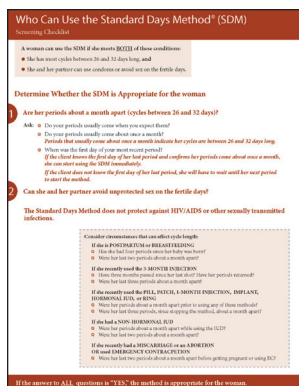 Who Can Use the Standard Days Method® (SDM)
Screening Checklist
A woman can use the SDM if she meets BOTH of these conditions:
She has most cycles between 26 and 32 days long, and
She and her partner can use condoms or avoid sex on the fertile days.
Determine Whether the SDM is Appropriate for the woman
1 Are her periods about a month apart (cycles between 26 and 32 days)?
Ask: Do your periods usually come when you expect them?
Do your periods usually come about once a month?
Periods that usually come about once a month indicate her cycles are between 26 and 32 days long.
When was the first day of your most recent period?
If the client knows the first day of her last period and confirms her periods come about once a month,
she can start using the SDM immediately.
If the client does not know the first day of her last period, she will have to wait until her next period
to start the method.
2 Can she and her partner avoid unprotected sex on the fertile days?
The Standard Days Method does not protect against HIV/AIDS or other sexually transmitted
infections.
Consider circumstances that can affect cycle length
If she is POSTPARTUM or BREASTFEEDING
Has she had four periods since her baby was born?
Were her last two periods about a month apart?
If she recently used the 3-MONTH INJECTION
Have three months passed since her last shot? Have her periods returned?
Were her last three periods about a month apart?
If she recently used the PILL, PATCH, 1-MONTH INJECTION, IMPLANT,
HORMONAL IUD, or RING
Were her periods about a month apart prior to using any of these methods?
Were her last three periods, since stopping the method, about a month apart?
If she had a NON-HORMONAL IUD
Were her periods about a month apart while using the IUD?
Were her last two periods about a month apart?
If she recently had a MISCARRIAGE or an ABORTION
OR used EMERGENCY CONTRACEPTION
Were her last two periods about a month apart before getting pregnant or using EC?
If the answer to ALL questions is "YES," the method is appropriate for the woman.